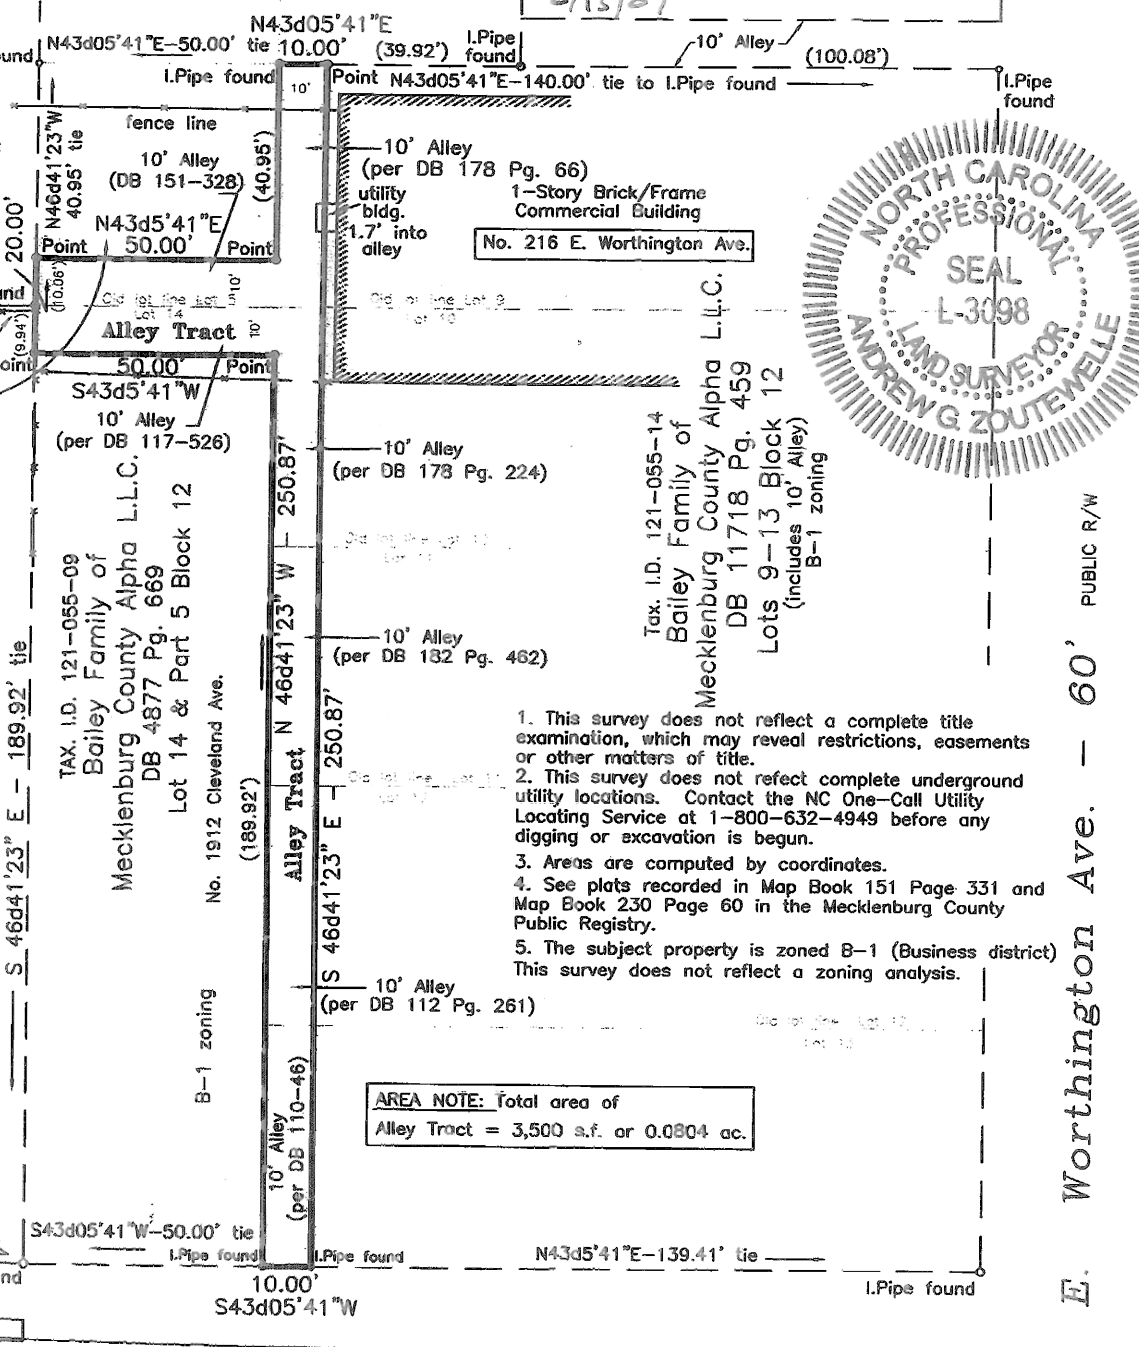 N43d05'41"E
N43d05'41"E-50.00' tie
10.00'
(39.92')
I.Pipe
found
10' Alley
(100.08')
I.Pipe found
10'
Point
N43d05'41"E-140.00' tie to I.Pipe found
I.Pipe
found
fence line
N46d41'23"W
40.95' tie
10' Alley
(DB 151-328)
(40.95')
10' Alley
(per DB 178 Pg. 66)
utility
bldg.
1.7' into
alley
1-Story Brick/Frame
Commercial Building
No. 216 E. Worthington Ave.
NORTH CAROLINA
PROFESSIONAL
SEAL
L-3098
LAND SURVEYOR
ANDREW G. ZOUTEWELLE
20.00'
N43d5'41"E
Point
50.00'
Point
(10.06')
10'
Old lot line Lot 5
Lot 14
Old lot line Lot 9
Lot 10
(9.94')
Alley Tract
10'
50.00'
Point
S43d5'41"W
10' Alley
(per DB 117-526)
10' Alley
(per DB 178 Pg. 224)
TAX. I.D. 121-055-09
Bailey Family of
Mecklenburg County Alpha L.L.C.
DB 4877 Pg. 669
Lot 14 & Part 5 Block 12
No. 1912 Cleveland Ave.
(189.92')
B-1 zoning
S 46d41'23" E - 189.92' tie
N 46d41'23" W - 250.87'
Alley Tract
S 46d41'23" E - 250.87'
10' Alley
(per DB 182 Pg. 462)
Tax. I.D. 121-055-14
Bailey Family of
Mecklenburg County Alpha L.L.C.
DB 11718 Pg. 459
Lots 9-13 Block 12
(includes 10' Alley)
B-1 zoning
1. This survey does not reflect a complete title
examination, which may reveal restrictions, easements
or other matters of title.
2. This survey does not refect complete underground
utility locations. Contact the NC One-Call Utility
Locating Service at 1-800-632-4949 before any
digging or excavation is begun.
3. Areas are computed by coordinates.
4. See plats recorded in Map Book 151 Page 331 and
Map Book 230 Page 60 in the Mecklenburg County
Public Registry.
5. The subject property is zoned B-1 (Business district)
This survey does not reflect a zoning analysis.
10' Alley
(per DB 112 Pg. 261)
10' Alley
(per DB 110-46)
AREA NOTE: Total area of
Alley Tract = 3,500 s.f. or 0.0804 ac.
E. Worthington Ave. - 60' PUBLIC R/W
S43d05'41"W-50.00' tie
I.Pipe found
I.Pipe found
N43d5'41"E-139.41' tie
I.Pipe found
10.00'
S43d05'41"W